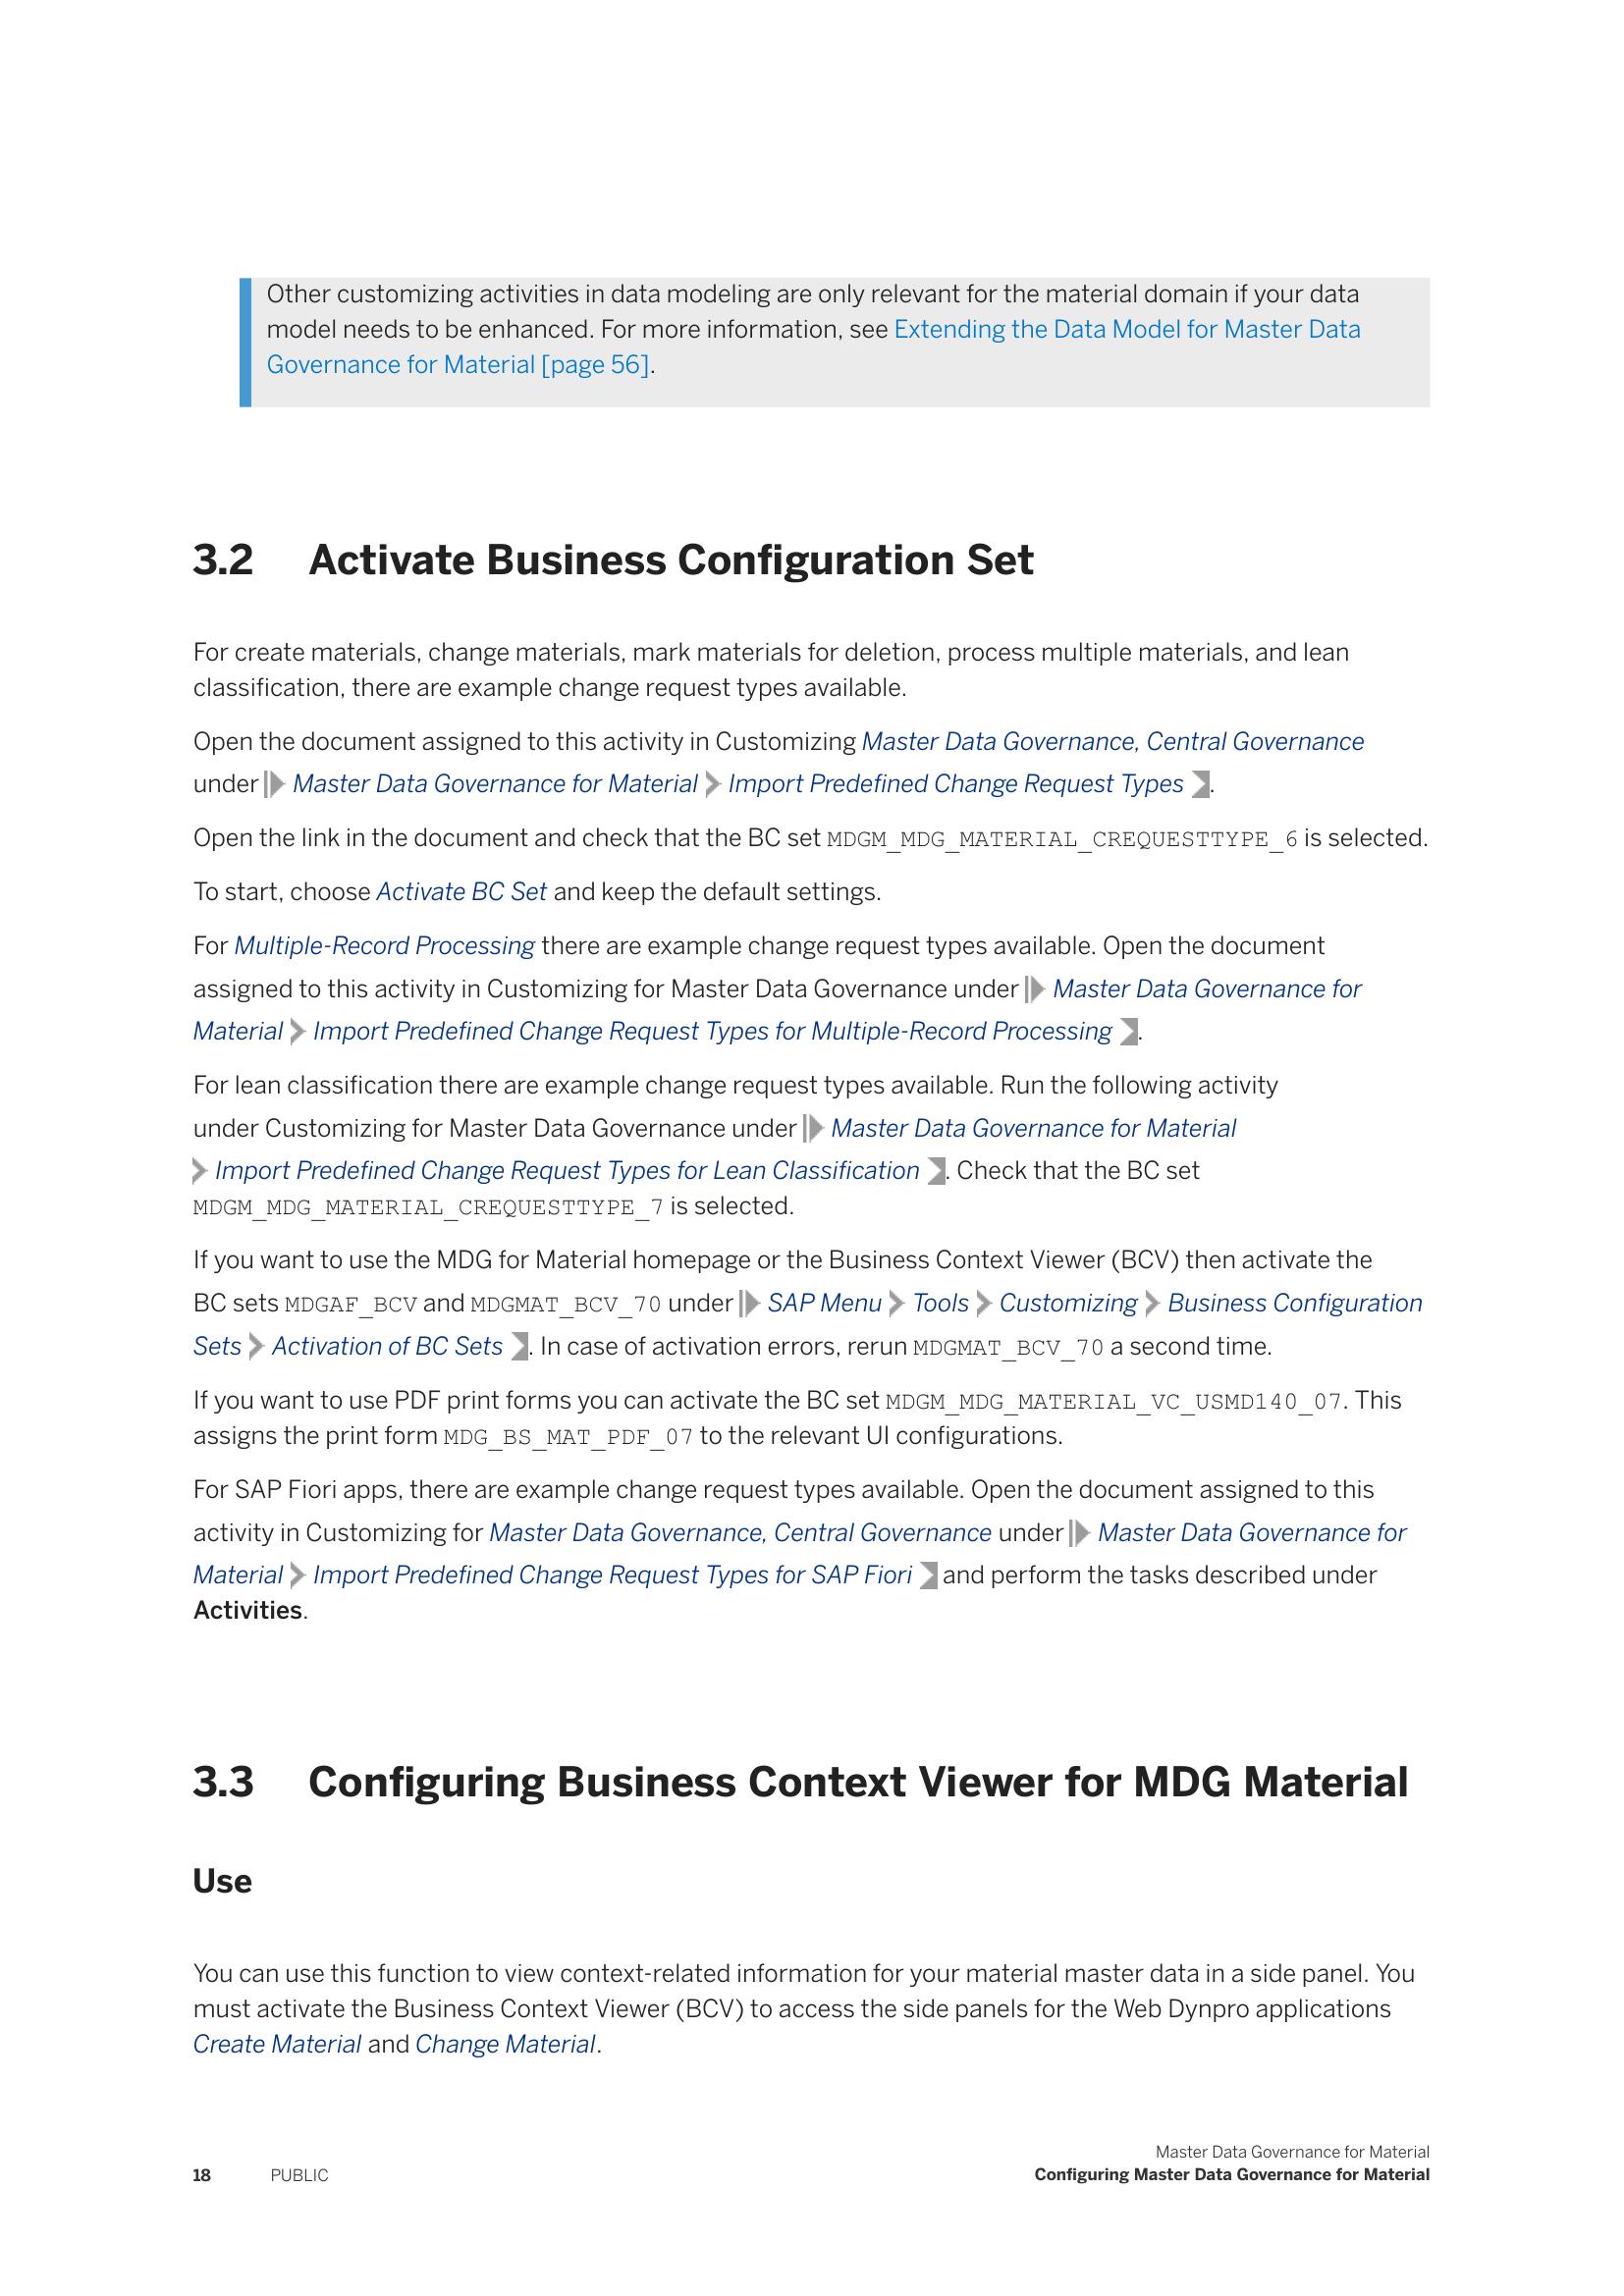 Other customizing activities in data modeling are only relevant for the material domain if your data
model needs to be enhanced. For more information, see Extending the Data Model for Master Data
Governance for Material [page 56].
3.2 Activate Business Configuration Set
For create materials, change materials, mark materials for deletion, process multiple materials, and lean
classification, there are example change request types available.
Open the document assigned to this activity in Customizing Master Data Governance, Central Governance
under Master Data Governance for Material Import Predefined Change Request Types .
Open the link in the document and check that the BC set MDGM_MDG_MATERIAL_CREQUESTTYPE_6 is selected.
To start, choose Activate BC Set and keep the default settings.
For Multiple-Record Processing there are example change request types available. Open the document
assigned to this activity in Customizing for Master Data Governance under Master Data Governance for
Material Import Predefined Change Request Types for Multiple-Record Processing .
For lean classification there are example change request types available. Run the following activity
under Customizing for Master Data Governance under Master Data Governance for Material
Import Predefined Change Request Types for Lean Classification . Check that the BC set
MDGM_MDG_MATERIAL_CREQUESTTYPE_7 is selected.
If you want to use the MDG for Material homepage or the Business Context Viewer (BCV) then activate the
BC sets MDGAF_BCV and MDGMAT_BCV_70 under SAP Menu Tools Customizing Business Configuration
Sets Activation of BC Sets . In case of activation errors, rerun MDGMAT_BCV_70 a second time.
If you want to use PDF print forms you can activate the BC set MDGM_MDG_MATERIAL_VC_USMD140_07. This
assigns the print form MDG_BS_MAT_PDF_07 to the relevant UI configurations.
For SAP Fiori apps, there are example change request types available. Open the document assigned to this
activity in Customizing for Master Data Governance, Central Governance under Master Data Governance for
Material Import Predefined Change Request Types for SAP Fiori and perform the tasks described under
Activities.
3.3 Configuring Business Context Viewer for MDG Material
Use
You can use this function to view context-related information for your material master data in a side panel. You
must activate the Business Context Viewer (BCV) to access the side panels for the Web Dynpro applications
Create Material and Change Material.
Master Data Governance for Material
18 PUBLIC Configuring Master Data Governance for Material